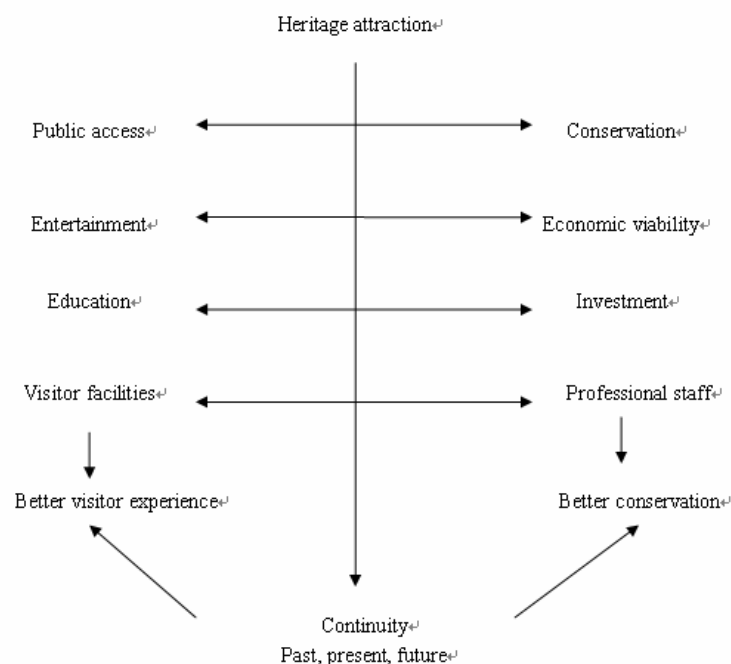 Heritage attraction↵
Public access↵
Conservation↵
Entertainment↵
Economic viability↵
Education↵
Investment↵
Visitor facilities↵
Professional staff↵
Better visitor experience↵
Better conservation↵
Continuity↵
Past, present, future↵